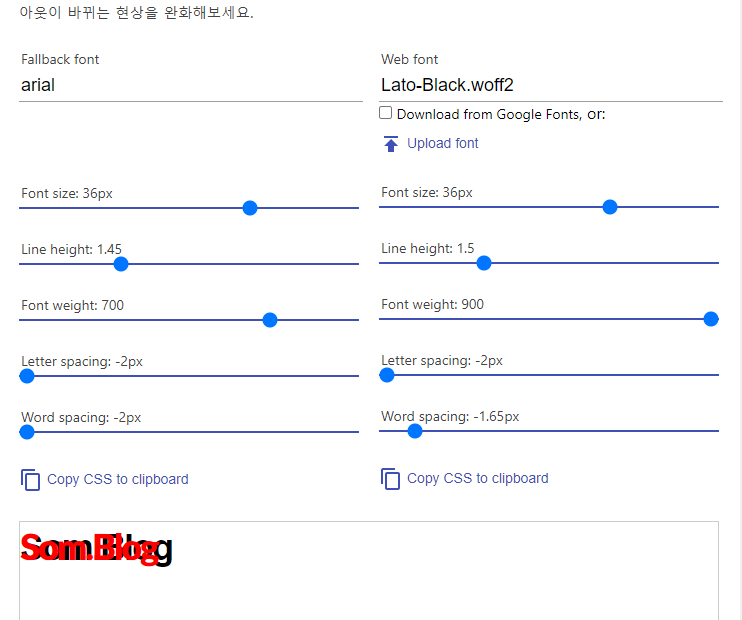 아웃이 바뀌는 현상을 완화해보세요.
Fallback font
arial
Web font
Lato-Black.woff2
Download from Google Fonts, or:
Upload font
Font size: 36px
Line height: 1.45
Font weight: 700
Letter spacing: -2px
Word spacing: -2px
Copy CSS to clipboard
Font size: 36px
Line height: 1.5
Font weight: 900
Letter spacing: -2px
Word spacing: -1.65px
Copy CSS to clipboard
Som.Blog
Som.Blog